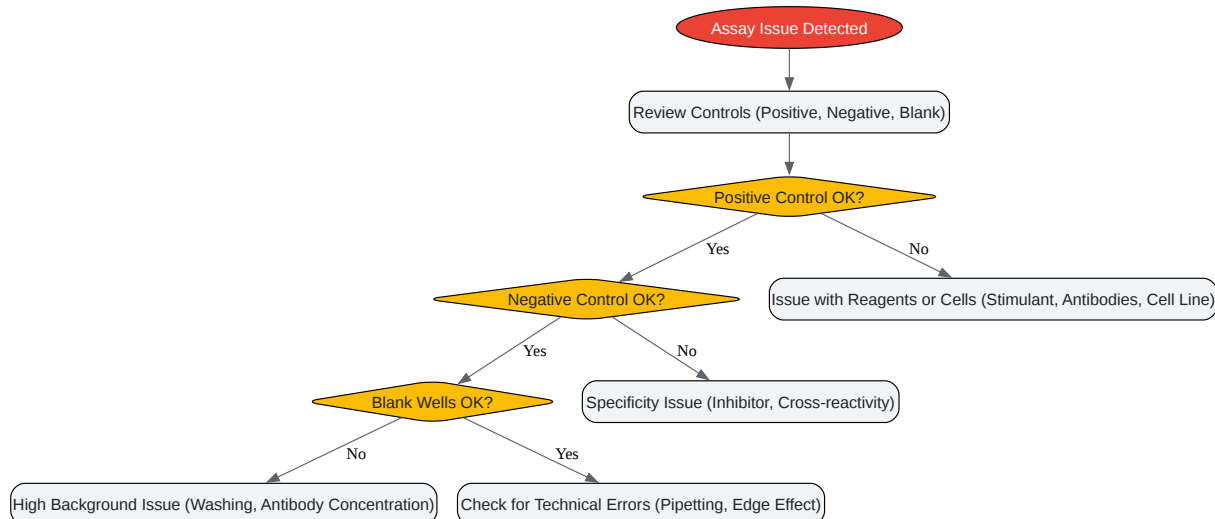 Assay Issue Detected
Review Controls (Positive, Negative, Blank)
Positive Control OK?
Yes
No
Negative Control OK?
Issue with Reagents or Cells (Stimulant, Antibodies, Cell Line)
Yes
No
Blank Wells OK?
Specificity Issue (Inhibitor, Cross-reactivity)
No
Yes
High Background Issue (Washing, Antibody Concentration)
Check for Technical Errors (Pipetting, Edge Effect)